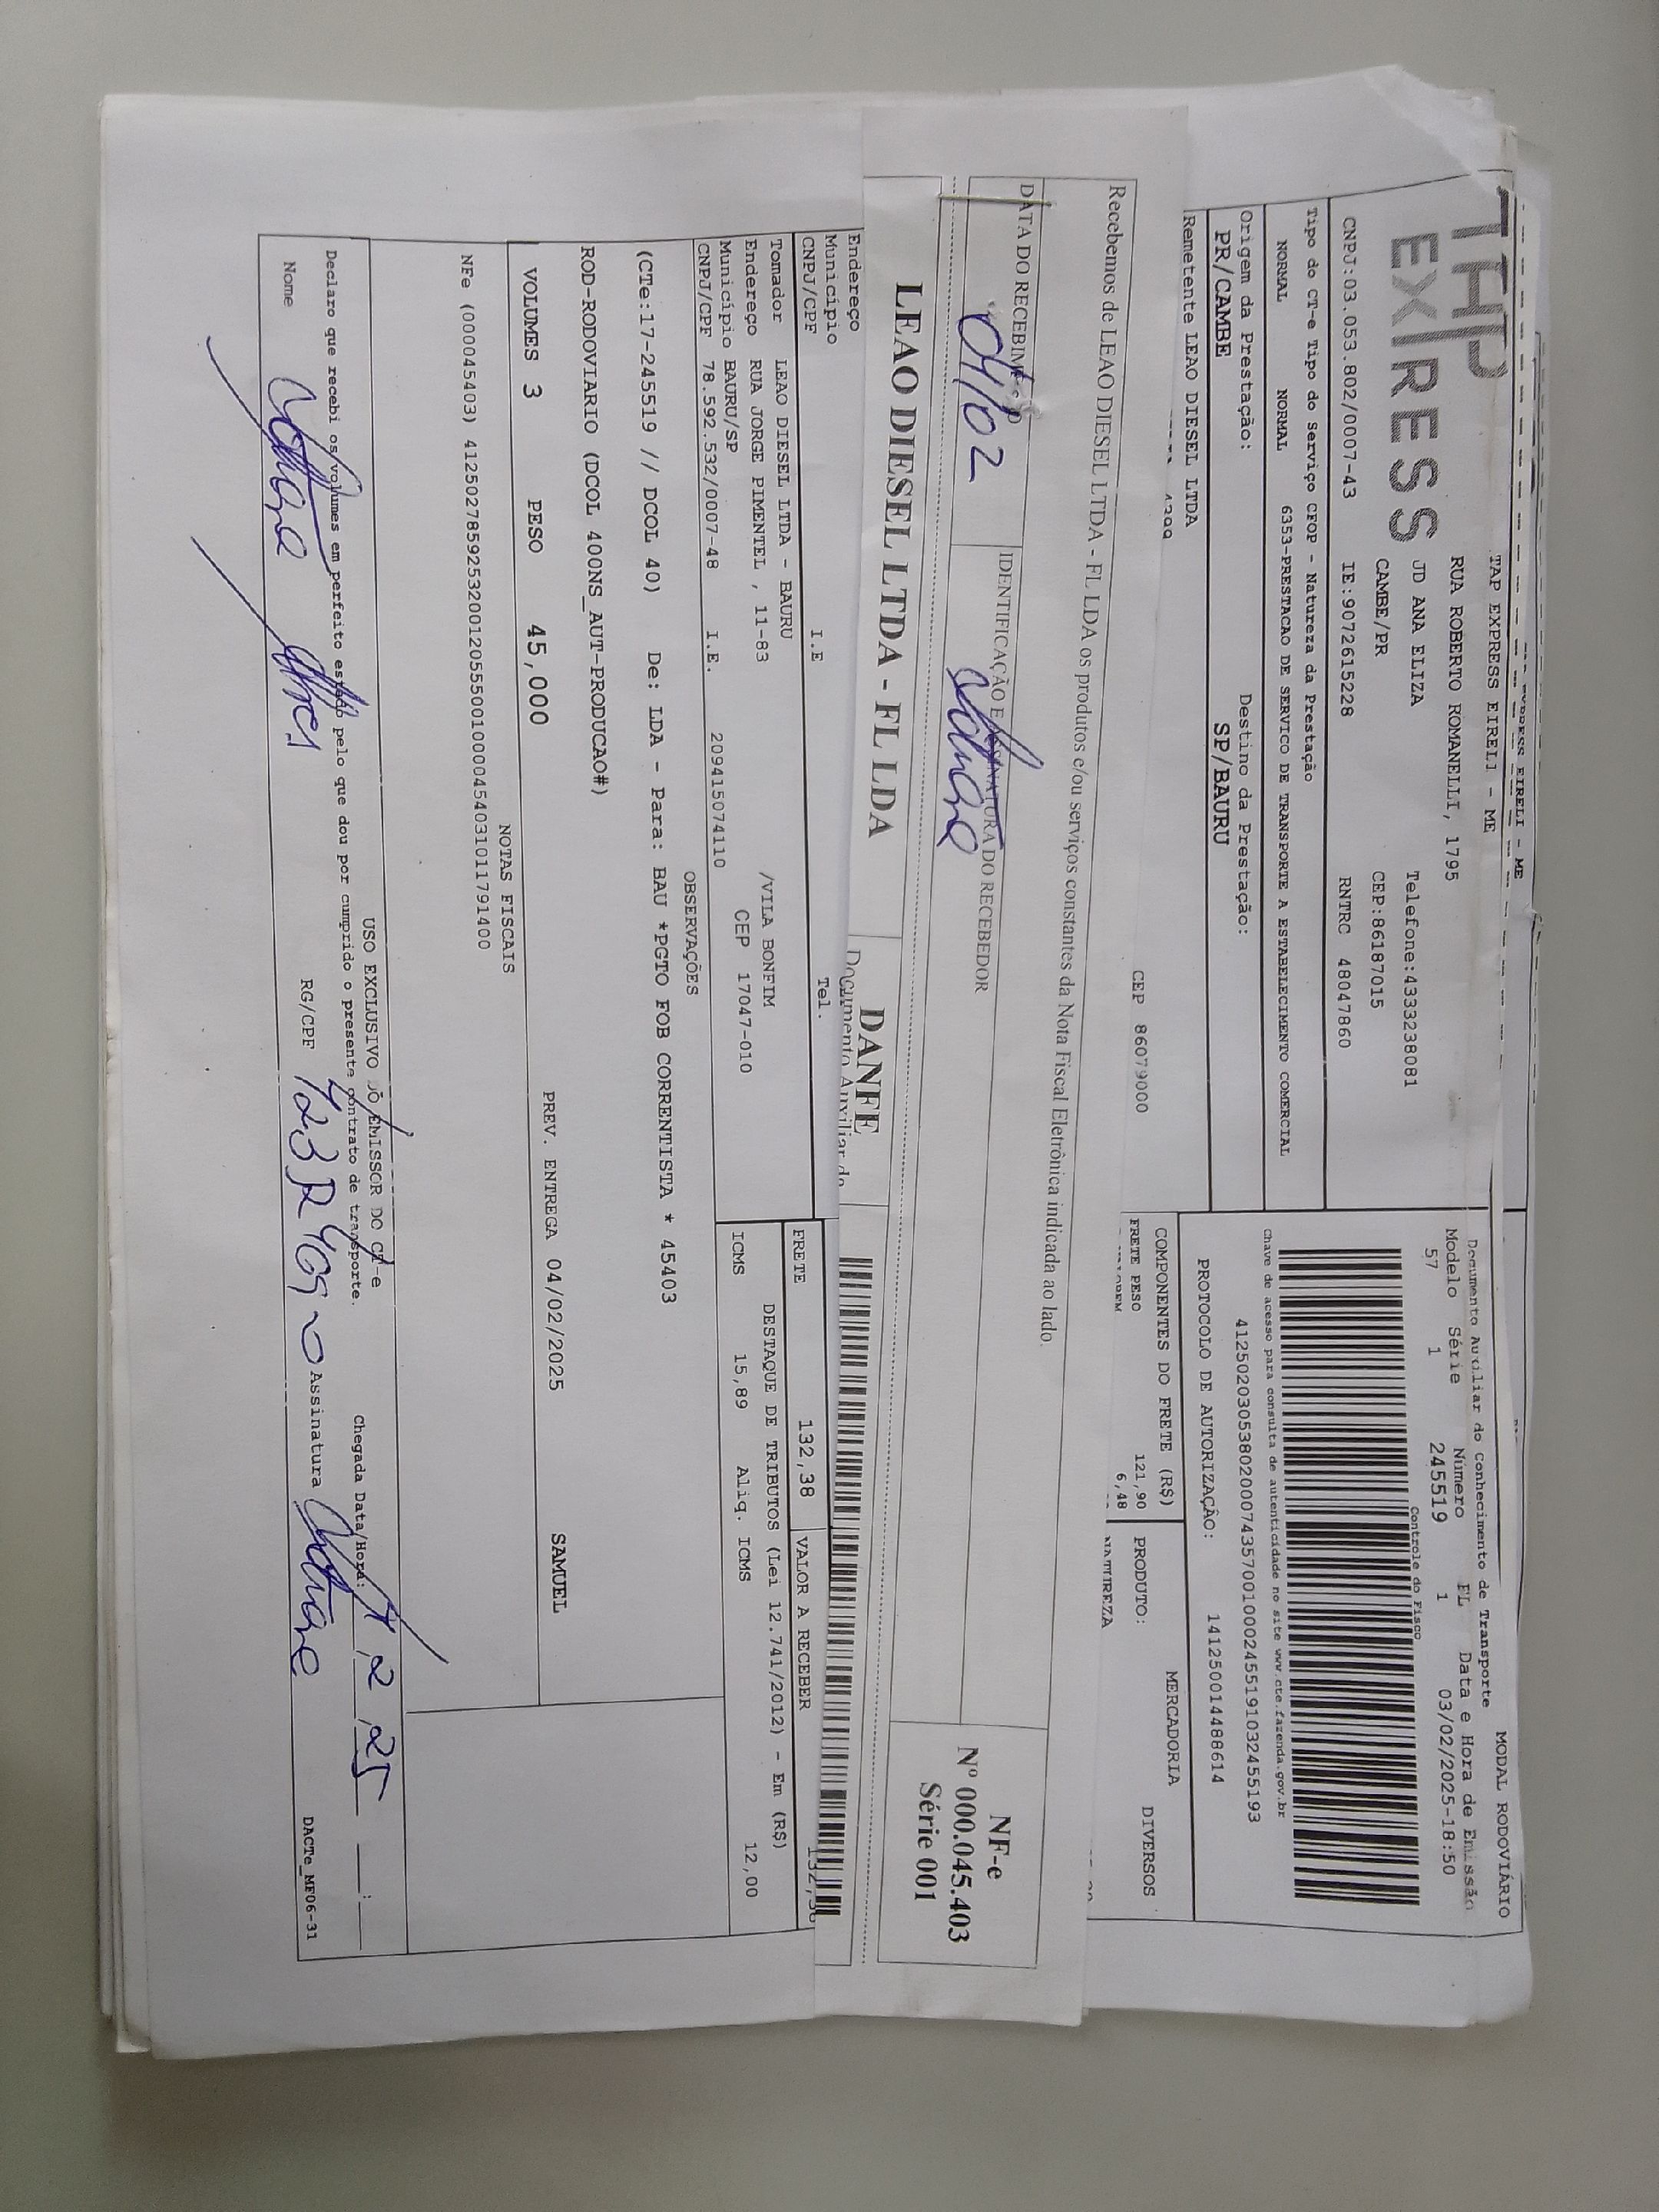 TAP EXPRESS EIRELI - ME
TAP
EXPRESS
TAP EXPRESS EIRELI - ME
RUA ROBERTO ROMANELLI, 1795
JD ANA ELIZA Telefone:4333238081
CAMBE/PR CEP:86187015
CNPJ:03.053.802/0007-43 IE:9072615228 RNTRC 48047860
MODAL RODOVIÁRIO
Documento Auxiliar do Conhecimento de Transporte
Modelo Série Número FL Data e Hora de Emissão
57 1 245519 1 03/02/2025-18:50
Controle do Fisco
Chave de acesso para consulta de autenticidade no site www.cte.fazenda.gov.br
41250203053802000743570010002455191032455193
PROTOCOLO DE AUTORIZAÇÃO: 141250014488614
Tipo do CT-e Tipo do Serviço CFOP - Natureza da Prestação
NORMAL NORMAL 6353-PRESTACAO DE SERVICO DE TRANSPORTE A ESTABELECIMENTO COMERCIAL
Origem da Prestação: Destino da Prestação:
PR/CAMBE SP/BAURU
Remetente LEAO DIESEL LTDA
CEP 86079000
COMPONENTES DO FRETE (R$) MERCADORIA
FRETE PESO 121,90 PRODUTO: DIVERSOS
6,48 NATUREZA
Recebemos de LEAO DIESEL LTDA - FL LDA os produtos e/ou serviços constantes da Nota Fiscal Eletrônica indicada ao lado.
DATA DO RECEBIMENTO IDENTIFICAÇÃO E ASSINATURA DO RECEBEDOR
04/02
NF-e
Nº 000.045.403
Série 001
LEAO DIESEL LTDA - FL LDA
DANFE
Documento Auxiliar da
Endereço
Município Tel.
CNPJ/CPF I.E
FRETE 132,38 VALOR A RECEBER 132,38
Tomador LEAO DIESEL LTDA - BAURU
Endereço RUA JORGE PIMENTEL , 11-83 /VILA BONFIM
Município BAURU/SP CEP 17047-010
CNPJ/CPF 78.592.532/0007-48 I.E. 209415074110
DESTAQUE DE TRIBUTOS (Lei 12.741/2012) - Em (R$)
ICMS 15,89 Aliq. ICMS 12,00
OBSERVAÇÕES
(CTe:17-245519 // DCOL 40) De: LDA - Para: BAU *PGTO FOB CORRENTISTA * 45403
ROD-RODOVIARIO (DCOL 400NS_AUT-PRODUCAO#)
VOLUMES 3 PESO 45,000 PREV. ENTREGA 04/02/2025 SAMUEL
NOTAS FISCAIS
NFe (000045403) 41250278592532001205550010000454031011791400
USO EXCLUSIVO DO EMISSOR DO CT-e
Declaro que recebi os volumes em perfeito estado pelo que dou por cumprido o presente contrato de transporte. Chegada Data/Hora: 4 2 25 :
Nome RG/CPF Assinatura
DACTe_MF06-31